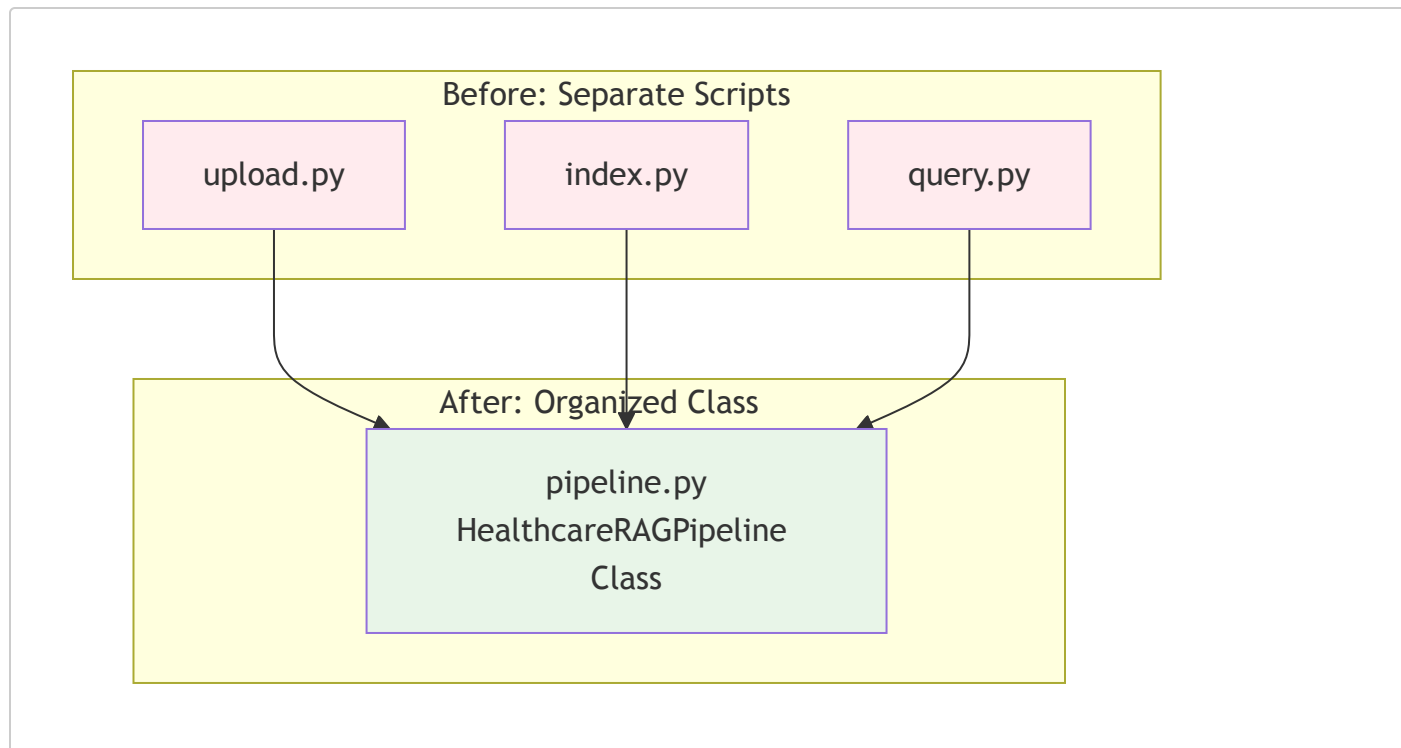 Before: Separate Scripts
upload.py
index.py
query.py
After: Organized Class
pipeline.py
HealthcareRAGPipeline
Class